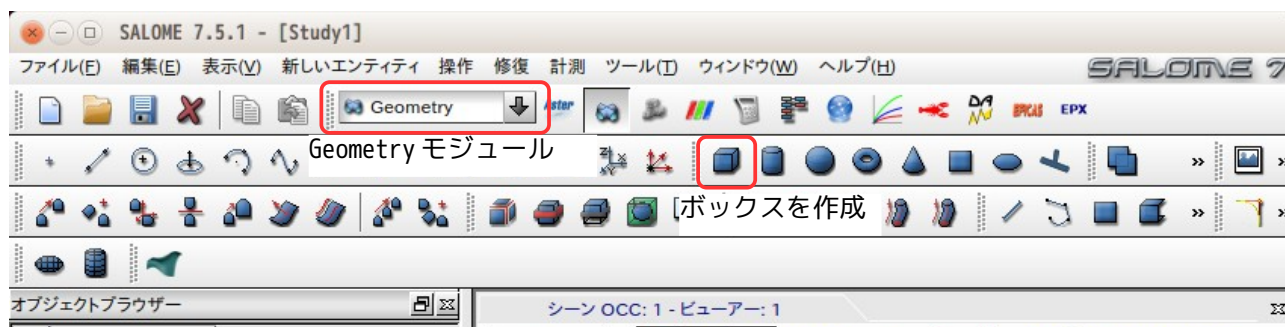 SALOME 7.5.1 - [Study1]
ファイル(F) 編集(E) 表示(V) 新しいエンティティ 操作 修復 計測 ツール(T) ウィンドウ(W) ヘルプ(H) SALOME 7
Geometry Aster DA EFICAS EPX
Geometry モジュール
ボックスを作成
オブジェクトブラウザー シーン OCC: 1 - ビューアー: 1